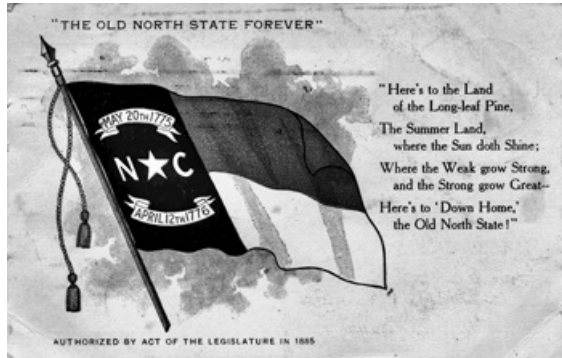 "THE OLD NORTH STATE FOREVER"
MAY 20TH 1775
N ★ C
APRIL 12TH 1776
"Here's to the Land
of the Long-leaf Pine,
The Summer Land,
where the Sun doth Shine;
Where the Weak grow Strong,
and the Strong grow Great--
Here's to 'Down Home,'
the Old North State!"
AUTHORIZED BY ACT OF THE LEGISLATURE IN 1885